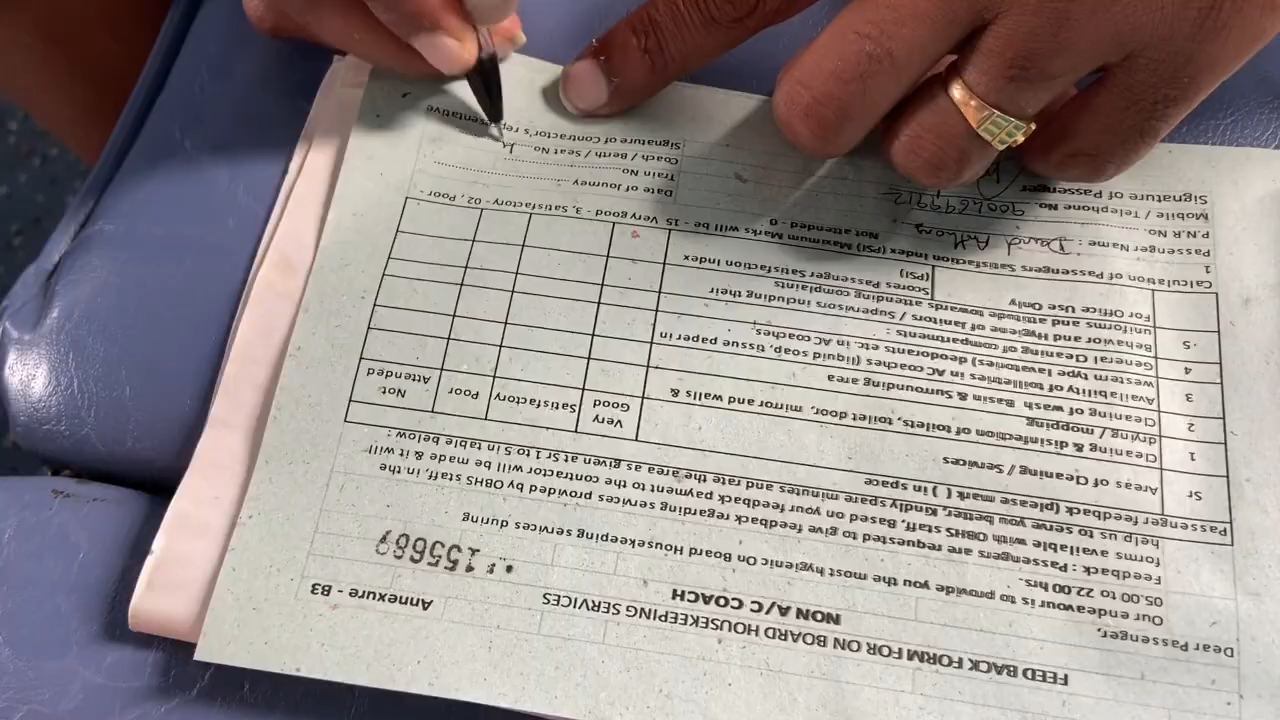 FEED BACK FORM FOR ON BOARD HOUSEKEEPING SERVICES
NON A/C COACH
Annexure - B3
Dear Passenger,
155669
Our endeavour is to provide you the most hygienic On Board Housekeeping services during
05.00 to 22.00 hrs.
Feedback : Passengers are requested to give feedback regarding services provided by OBHS staff, in the
forms available with OBHS Staff, Based on your feedback payment to the contractor will be made & it will
help us to serve you better, Kindly spare minutes and rate the area as given at Sr 1 to 5 in table below :
Passenger feedback (please mark ( ) in space
Sr Areas of Cleaning / Services Very Good Satisfactory Poor Not Attended
1 Cleaning & disinfection of toilets, toilet door, mirror and walls &
drying / mopping
2 Cleaning of wash Basin & Surrounding area
3 Availability of toilletries in AC coaches (liquid soap, tissue paper in
western type lavatories) deodorants etc. in AC coaches
4 General Cleaning of compartments :
5 Behavior and Hygiene of Janitors / Supervisors including their
uniforms and attitude towards attending complaints
For Office Use Only Scores Passenger Satisfaction Index
(PSI)
Calculation of Passengers Satisfaction Index (PSI) Maximum Marks will be - 15 - Very good - 3, Satisfactory - 02, Poor -
1 Not attended - 0
Passenger Name : David Anthony
P.N.R No.
Mobile / Telephone No.
Signature of Passenger
Date of Journey
Train No.
Coach / Berth / Seat No.
Signature of Contractor's representative